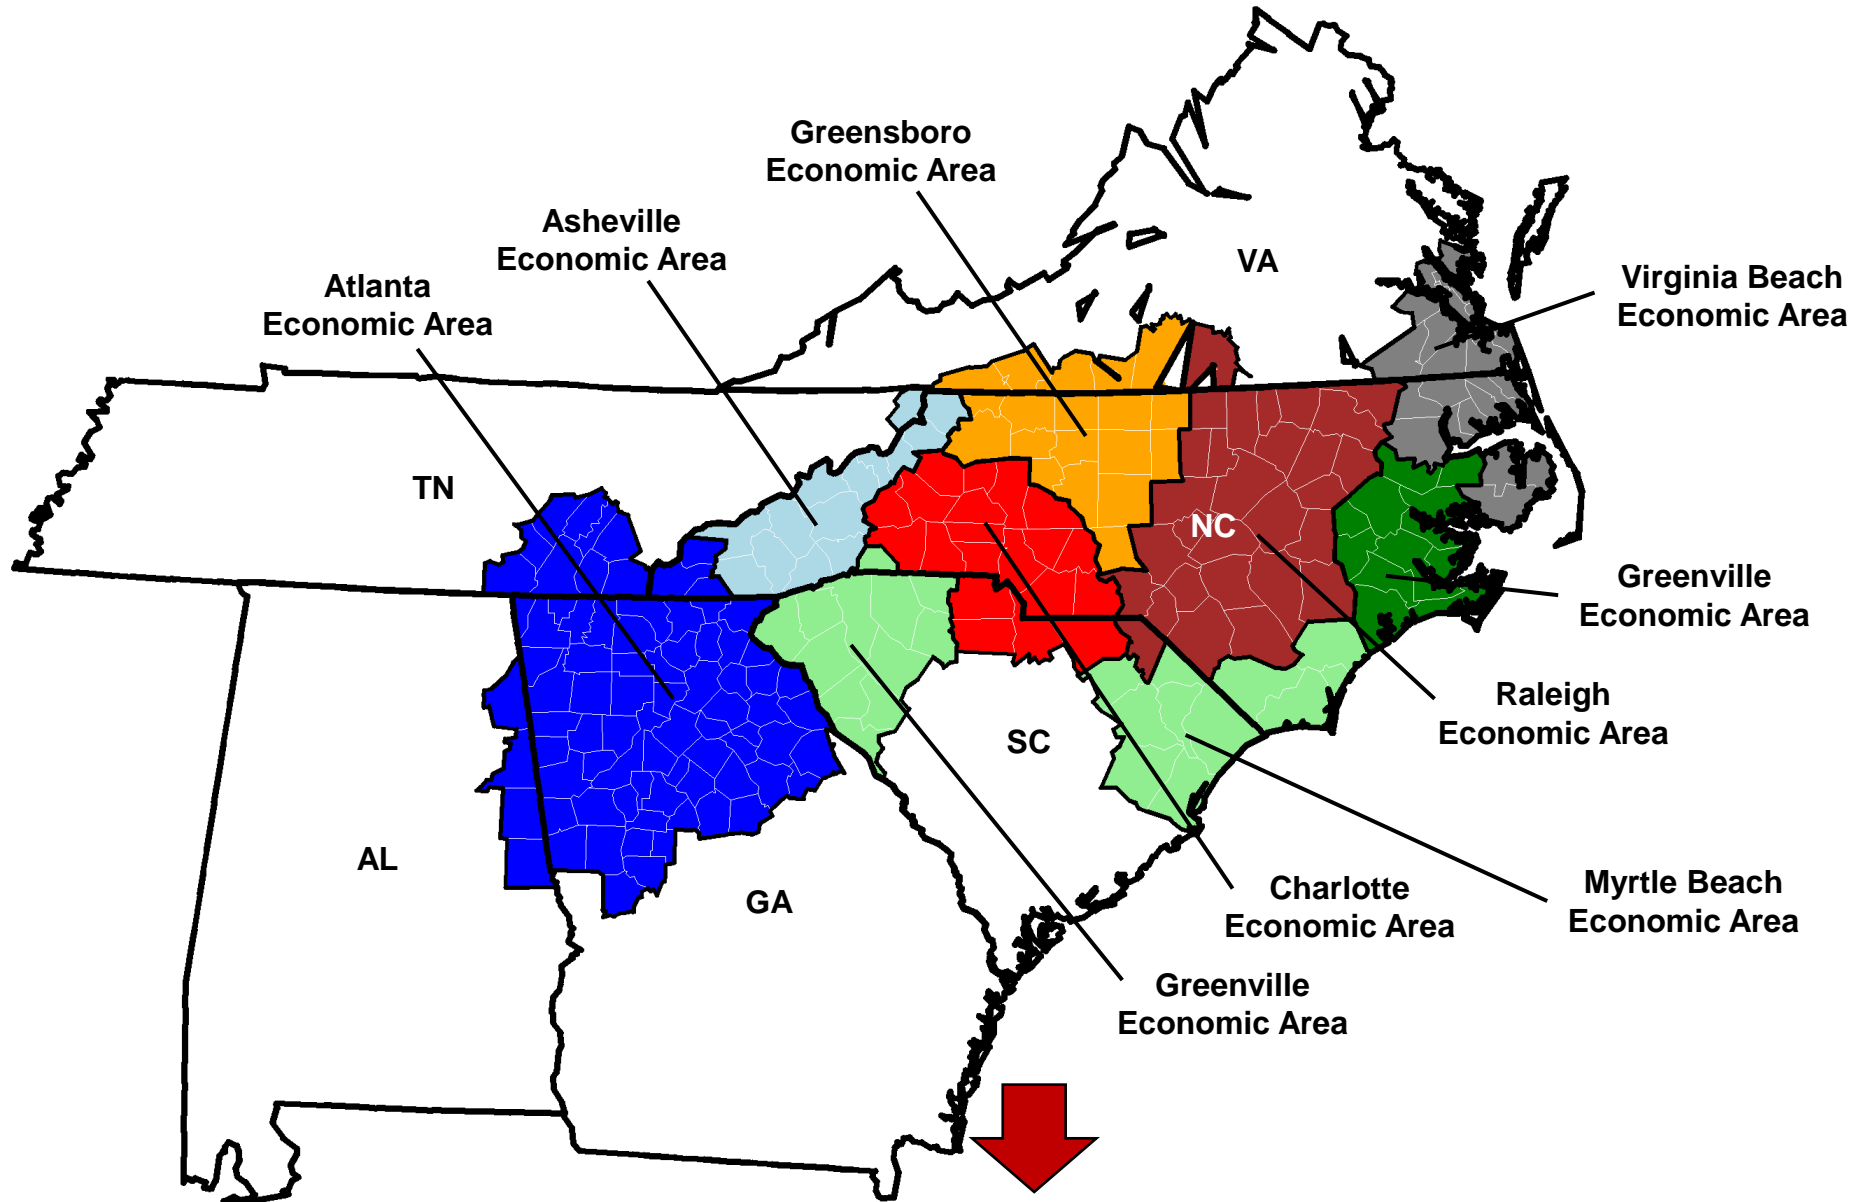 Greensboro
Economic Area
Asheville
Economic Area
Atlanta
Economic Area
VA
Virginia Beach
Economic Area
TN
NC
Greenville
Economic Area
Raleigh
Economic Area
SC
AL
GA
Charlotte
Economic Area
Myrtle Beach
Economic Area
Greenville
Economic Area